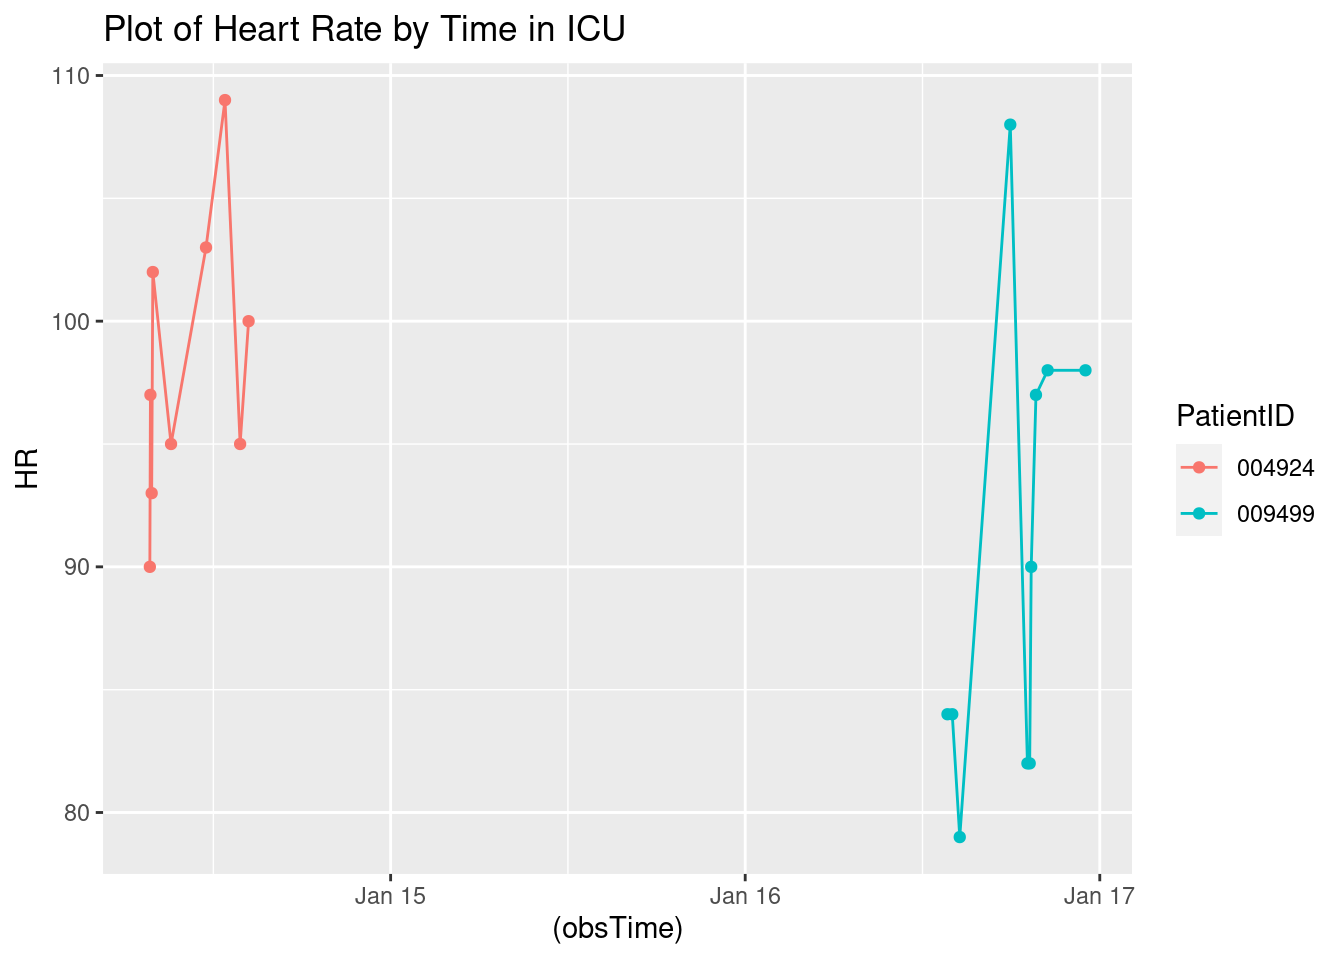 Plot of Heart Rate by Time in ICU
110
100
90
80
HR
Jan 15
Jan 16
Jan 17
(obsTime)
PatientID
004924
009499